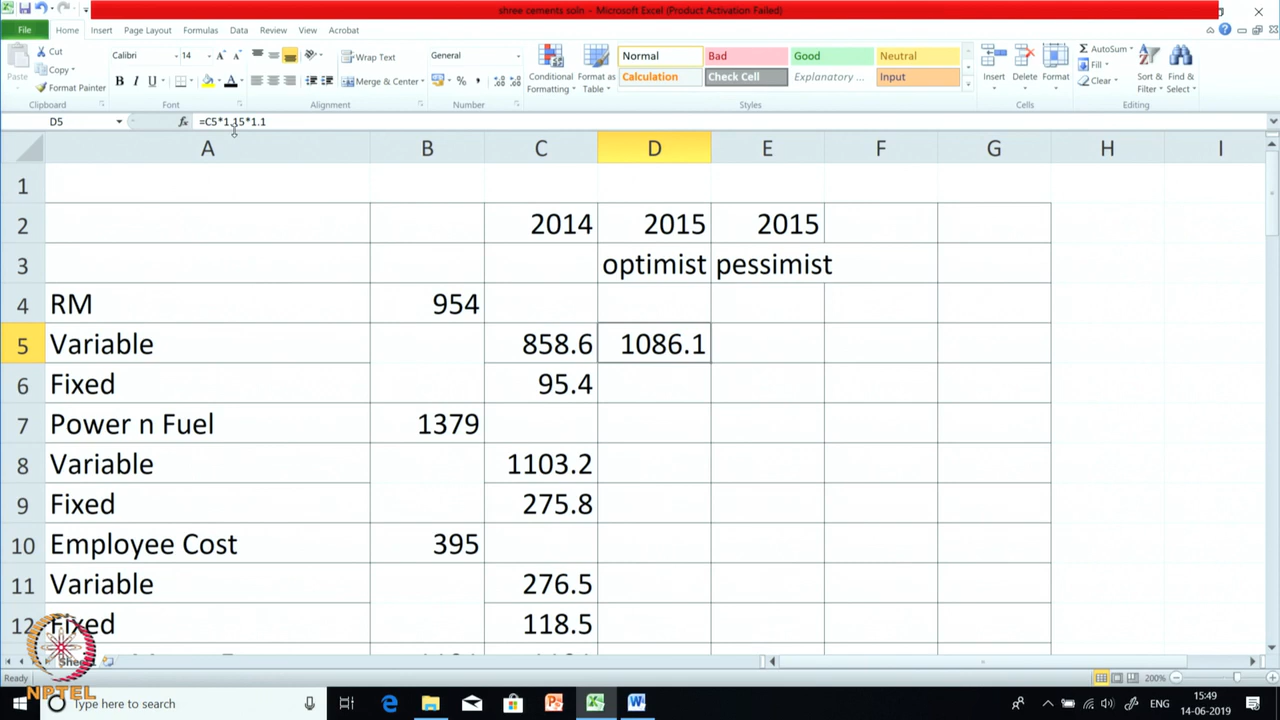 shree cements soln - Microsoft Excel (Product Activation Failed)
File Home Insert Page Layout Formulas Data Review View Acrobat
Paste Cut Copy Format Painter Clipboard
Calibri 14 A A B I U A Font
Wrap Text Merge & Center Alignment
General % , Number
Conditional Formatting Format as Table
Normal Bad Good Neutral
Calculation Check Cell Explanatory ... Input
Styles
Insert Delete Format Cells
AutoSum Fill Clear Sort & Filter Find & Select Editing
D5 fx =C5*1.15*1.1
A B C D E F G H I
1
2 2014 2015 2015
3 optimist pessimist
4 RM 954
5 Variable 858.6 1086.1
6 Fixed 95.4
7 Power n Fuel 1379
8 Variable 1103.2
9 Fixed 275.8
10 Employee Cost 395
11 Variable 276.5
12 Fixed 118.5
Ready 200%
NPTEL
Type here to search ENG 15:49
14-06-2019